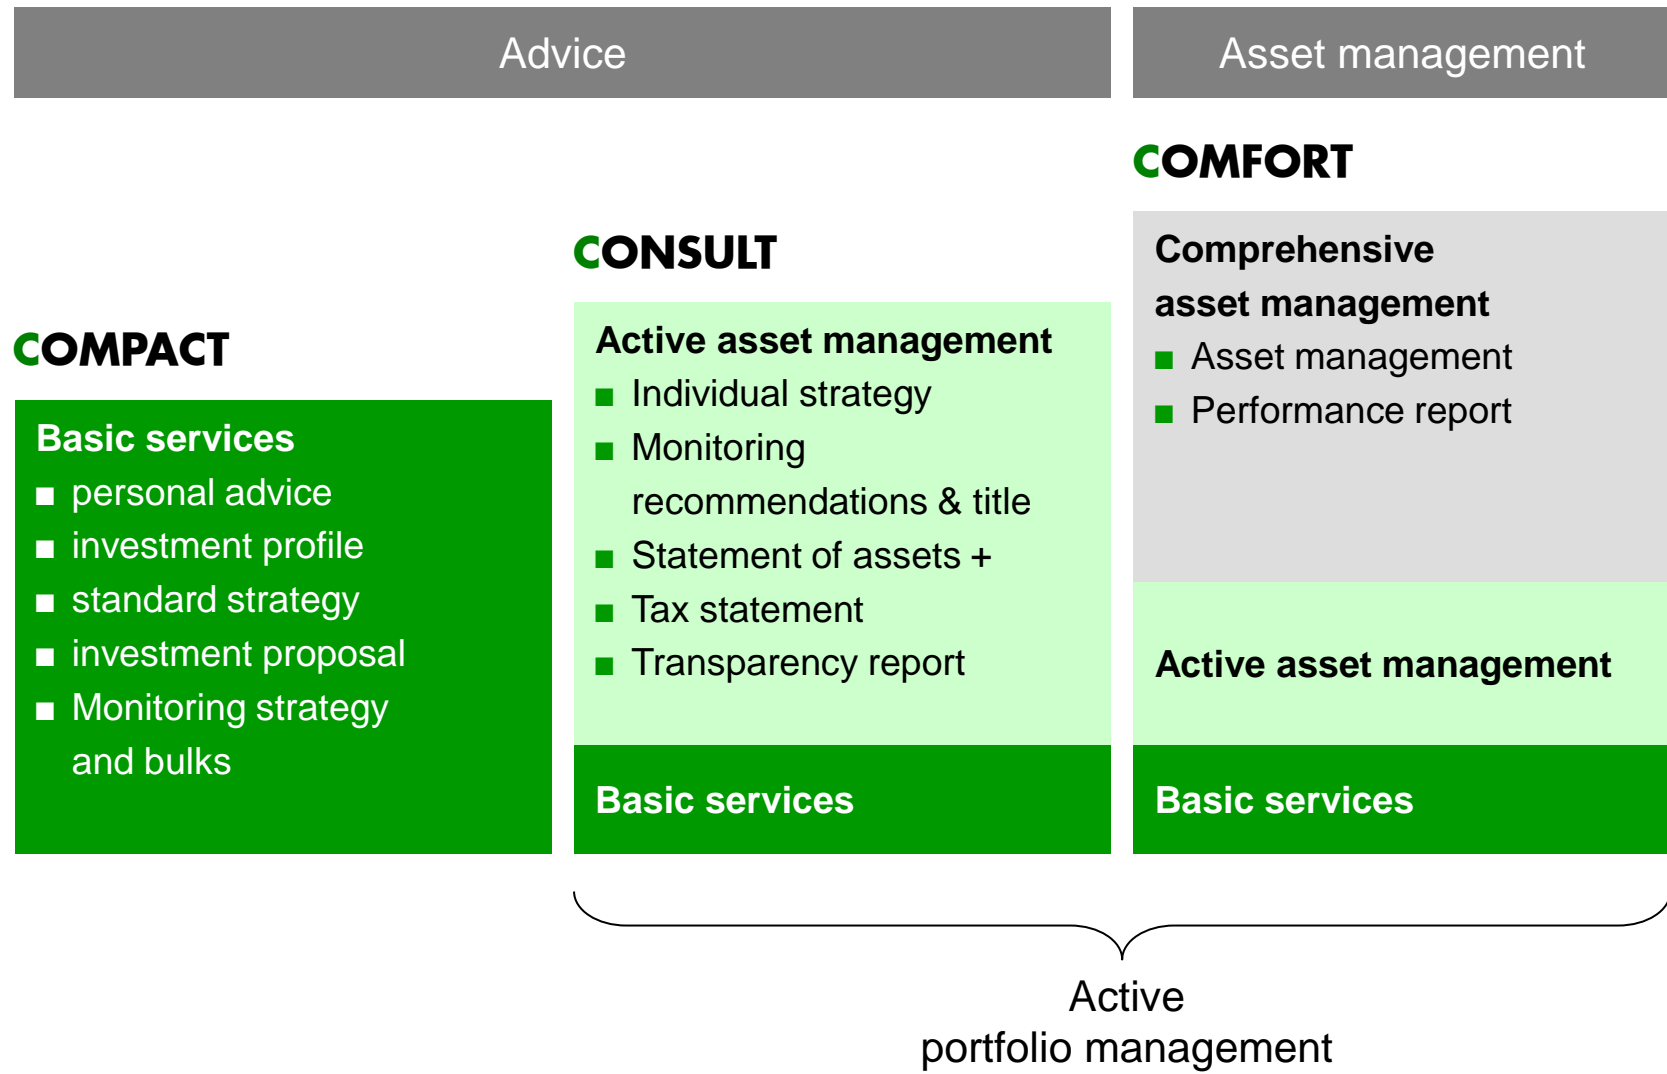 Advice
Asset management
COMPACT
Basic services
■ personal advice
■ investment profile
■ standard strategy
■ investment proposal
■ Monitoring strategy
and bulks
CONSULT
Active asset management
■ Individual strategy
■ Monitoring
recommendations & title
■ Statement of assets +
■ Tax statement
■ Transparency report
Basic services
COMFORT
Comprehensive
asset management
■ Asset management
■ Performance report
Active asset management
Basic services
Active
portfolio management